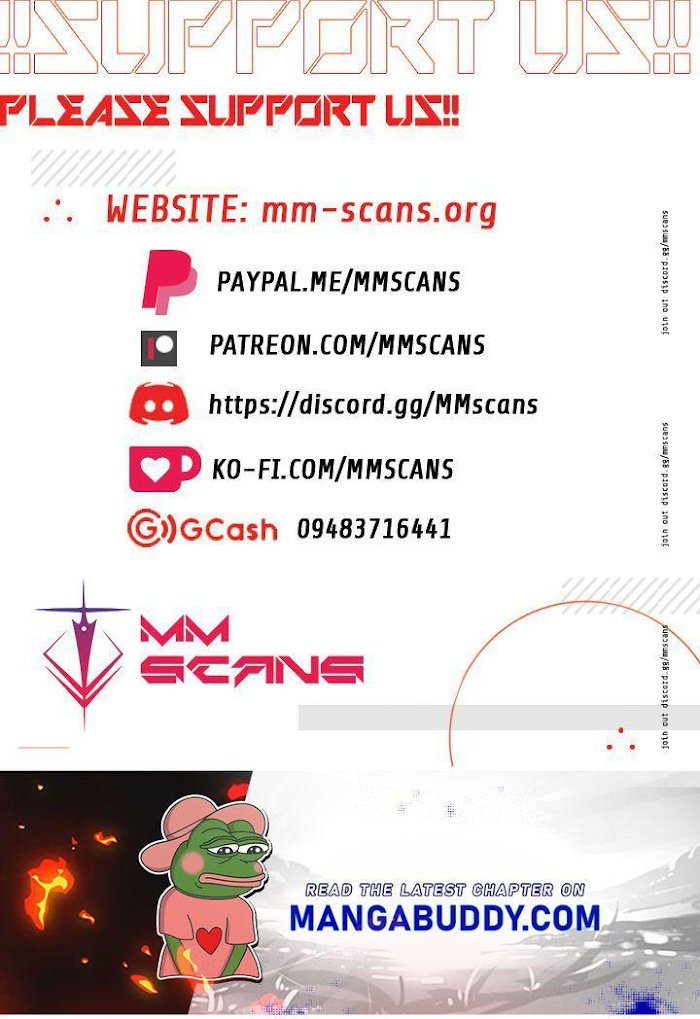 !!SUPPORT US!!
PLEASE SUPPORT US!!
WEBSITE: mm-scans.org
PAYPAL.ME/MMSCANS
PATREON.COM/MMSCANS
https://discord.gg/MMscans
KO-FI.COM/MMSCANS
GCash 09483716441
join out discord.gg/mmscans
join out discord.gg/mmscans
join out discord.gg/mmscans
MM
SCANS
READ THE LATEST CHAPTER ON
MANGABUDDY.COM